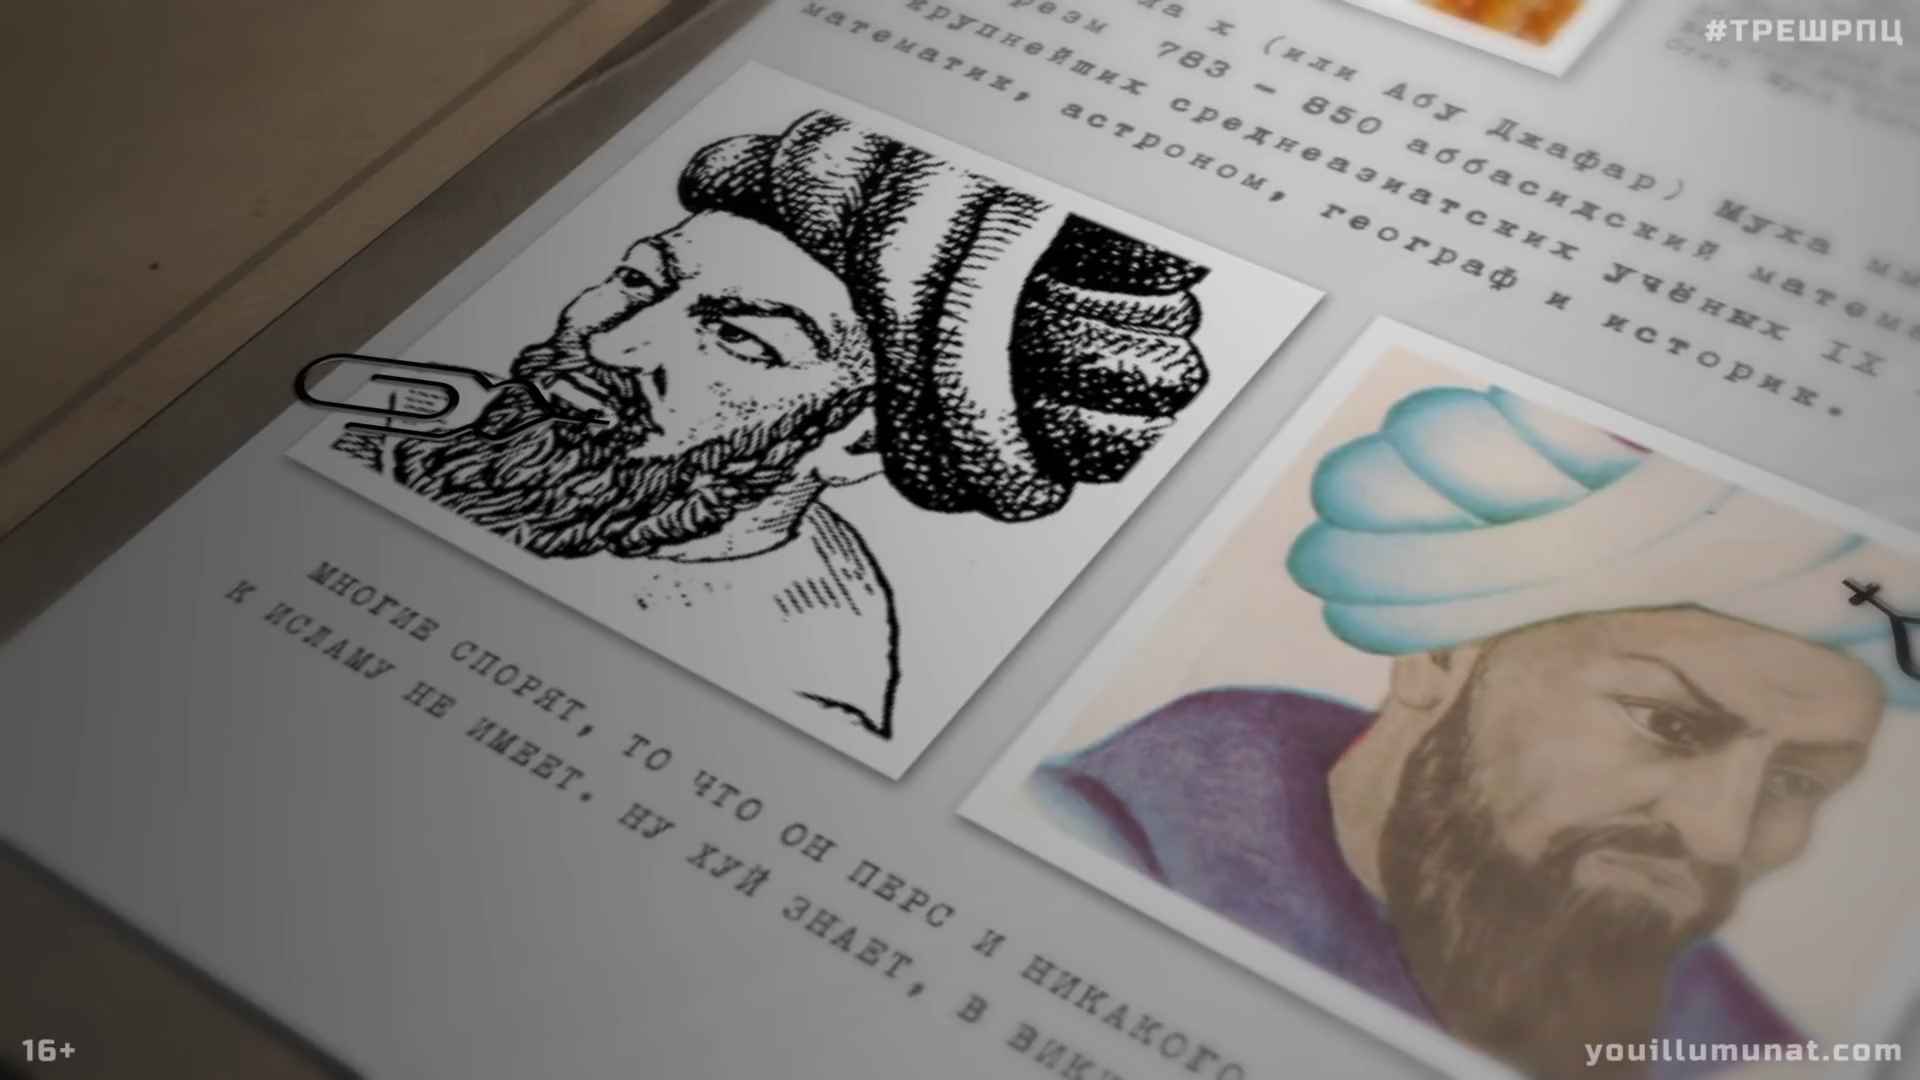 #ТРЕШРПЦ
х (или Абу Джафар) Муха
783 - 850 аббасидский
крупнейших среднеазиатских учёных IX
математик, астроном, географ и историк.
МНОГИЕ СПОРЯТ, ТО ЧТО ОН ПЕРС И НИКАКОГО
К ИСЛАМУ НЕ ИМЕЕТ. НУ ХУЙ ЗНАЕТ, В ВИКИ
16+
youillumunat.com